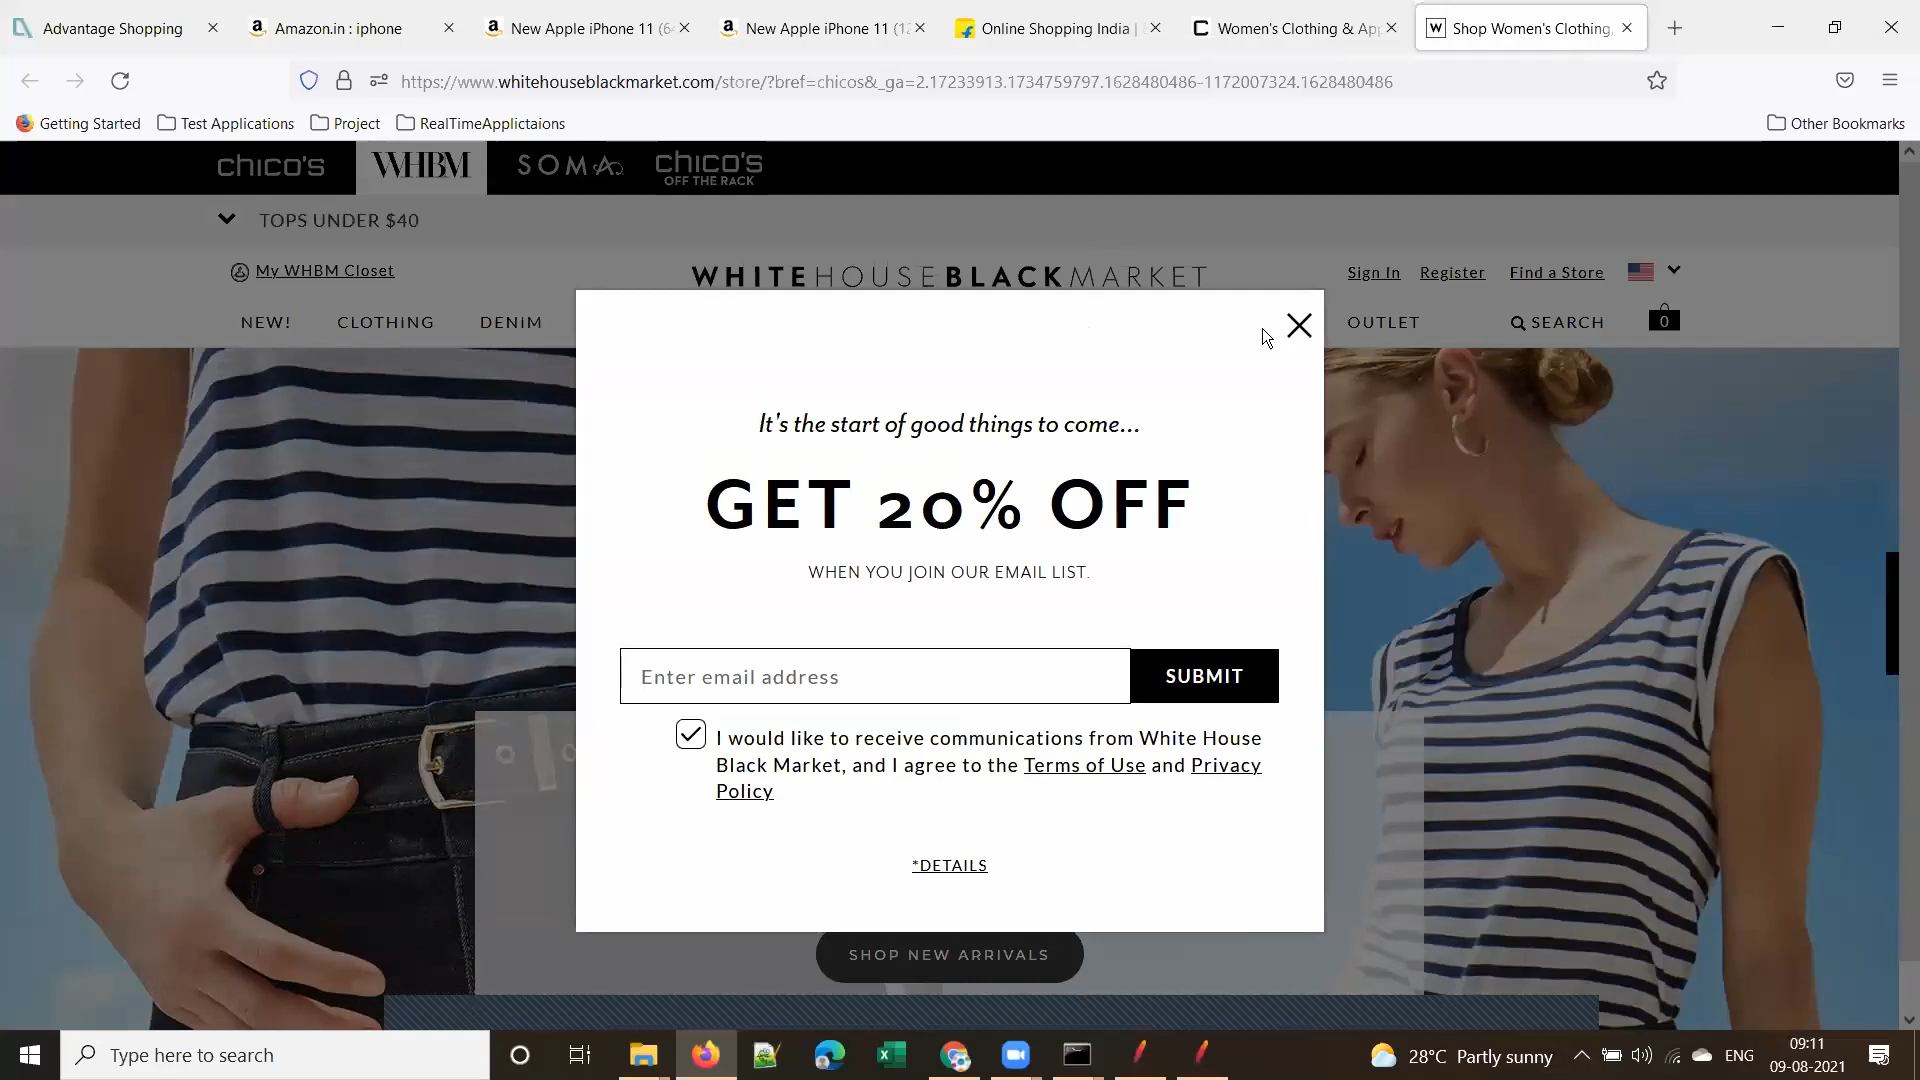 Advantage Shopping
Amazon.in : iphone
New Apple iPhone 11 (64
New Apple iPhone 11 (12
Online Shopping India |
Women's Clothing & App
Shop Women's Clothing,
https://www.whitehouseblackmarket.com/store/?bref=chicos&_ga=2.17233913.1734759797.1628480486-1172007324.1628480486
Getting Started
Test Applications
Project
RealTimeApplictaions
Other Bookmarks
chico's
WHBM
SOMA
chico's
OFF THE RACK
TOPS UNDER $40
My WHBM Closet
WHITEHOUSEBLACKMARKET
Sign In
Register
Find a Store
NEW!
CLOTHING
DENIM
OUTLET
SEARCH
0
It's the start of good things to come...
GET 20% OFF
WHEN YOU JOIN OUR EMAIL LIST.
Enter email address
SUBMIT
I would like to receive communications from White House
Black Market, and I agree to the Terms of Use and Privacy
Policy
*DETAILS
SHOP NEW ARRIVALS
Type here to search
28°C Partly sunny
ENG
09:11
09-08-2021